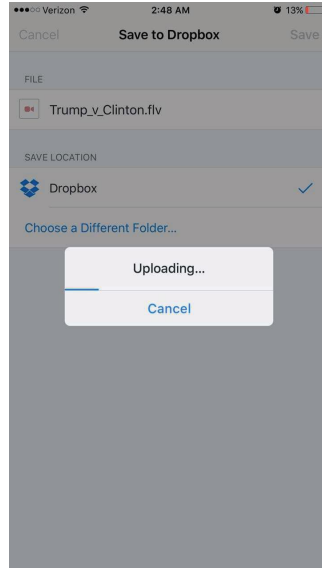 ●●●○○ Verizon 2:48 AM 13%
Cancel Save to Dropbox Save
FILE
Trump_v_Clinton.flv
SAVE LOCATION
Dropbox
Choose a Different Folder...
Uploading...
Cancel